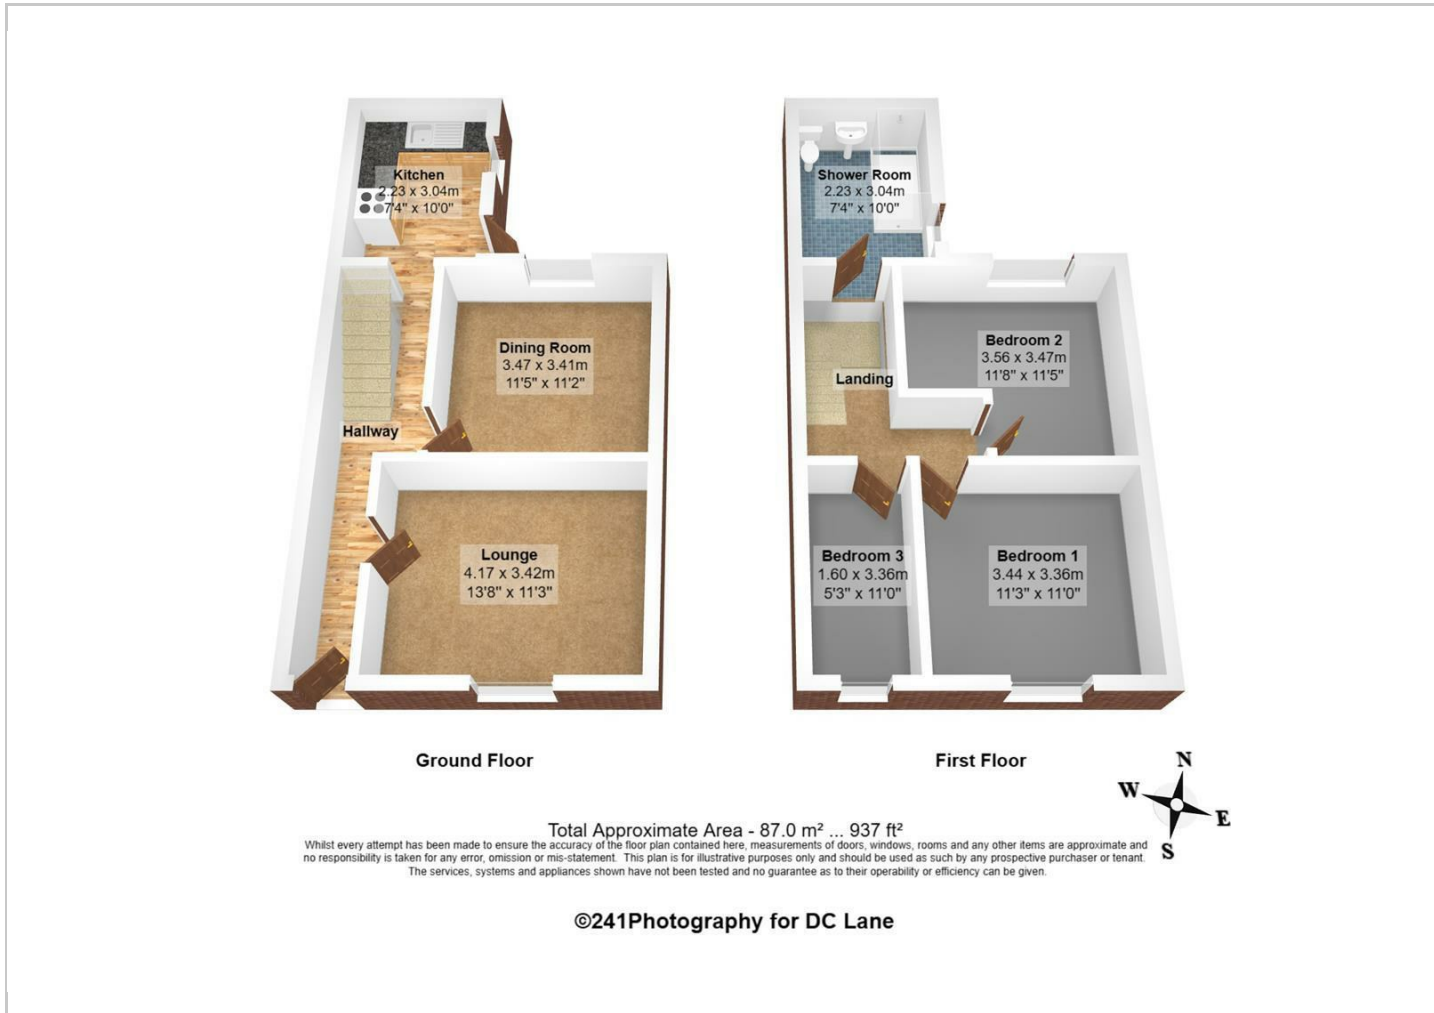 Kitchen
2.23 x 3.04m
7'4" x 10'0"
Dining Room
3.47 x 3.41m
11'5" x 11'2"
Hallway
Lounge
4.17 x 3.42m
13'8" x 11'3"
Ground Floor
Shower Room
2.23 x 3.04m
7'4" x 10'0"
Bedroom 2
3.56 x 3.47m
11'8" x 11'5"
Landing
Bedroom 3
1.60 x 3.36m
5'3" x 11'0"
Bedroom 1
3.44 x 3.36m
11'3" x 11'0"
First Floor
N
W
E
S
Total Approximate Area - 87.0 m² ... 937 ft²
Whilst every attempt has been made to ensure the accuracy of the floor plan contained here, measurements of doors, windows, rooms and any other items are approximate and
no responsibility is taken for any error, omission or mis-statement. This plan is for illustrative purposes only and should be used as such by any prospective purchaser or tenant.
The services, systems and appliances shown have not been tested and no guarantee as to their operability or efficiency can be given.
©241Photography for DC Lane